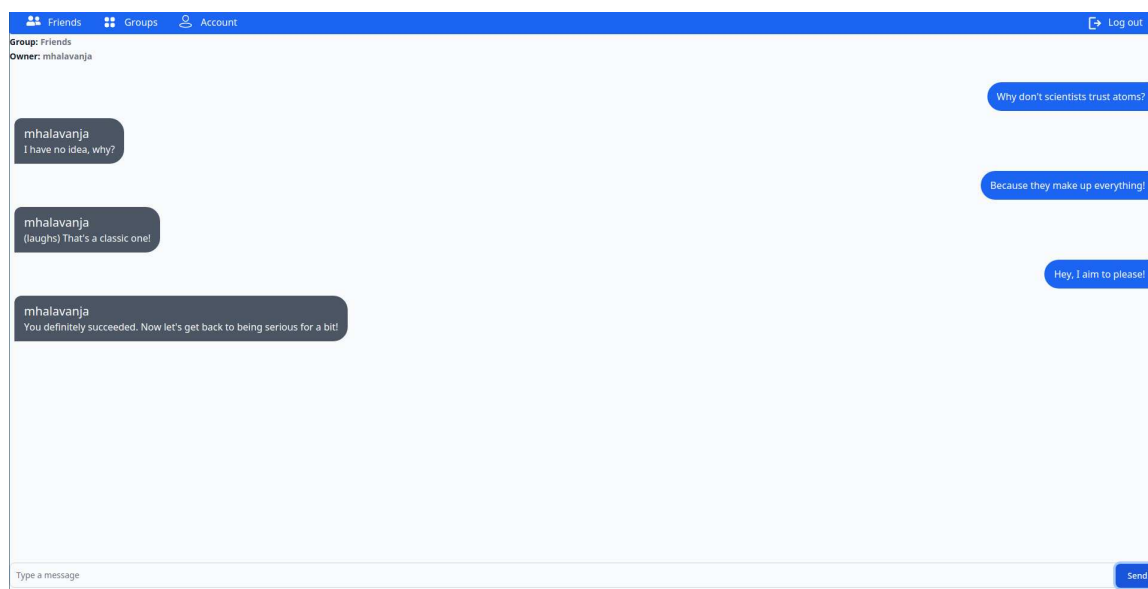 Friends Groups Account Log out
Group: Friends
Owner: mhalavanja
Why don't scientists trust atoms?
mhalavanja
I have no idea, why?
Because they make up everything!
mhalavanja
(laughs) That's a classic one!
Hey, I aim to please!
mhalavanja
You definitely succeeded. Now let's get back to being serious for a bit!
Type a message Send